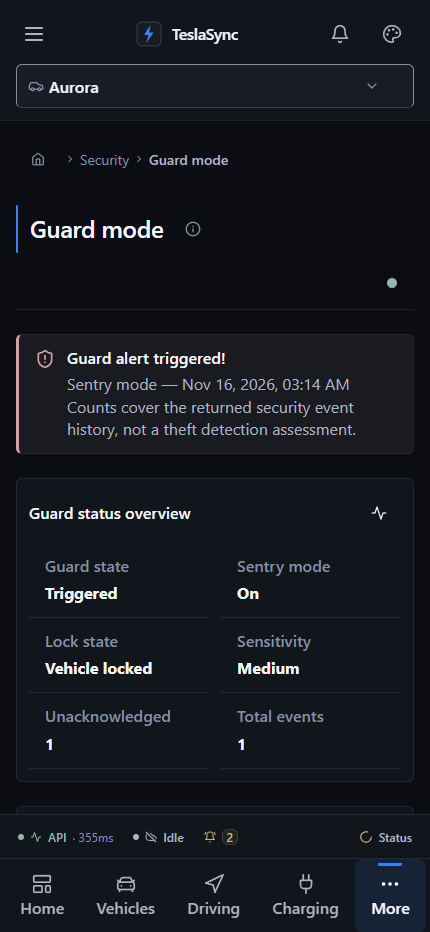 TeslaSync
Aurora
Security
Guard mode
Guard mode
Guard alert triggered!
Sentry mode — Nov 16, 2026, 03:14 AM
Counts cover the returned security event
history, not a theft detection assessment.
Guard status overview
Guard state
Triggered
Sentry mode
On
Lock state
Vehicle locked
Sensitivity
Medium
Unacknowledged
1
Total events
1
API · 355ms
Idle
2
Status
Home
Vehicles
Driving
Charging
More